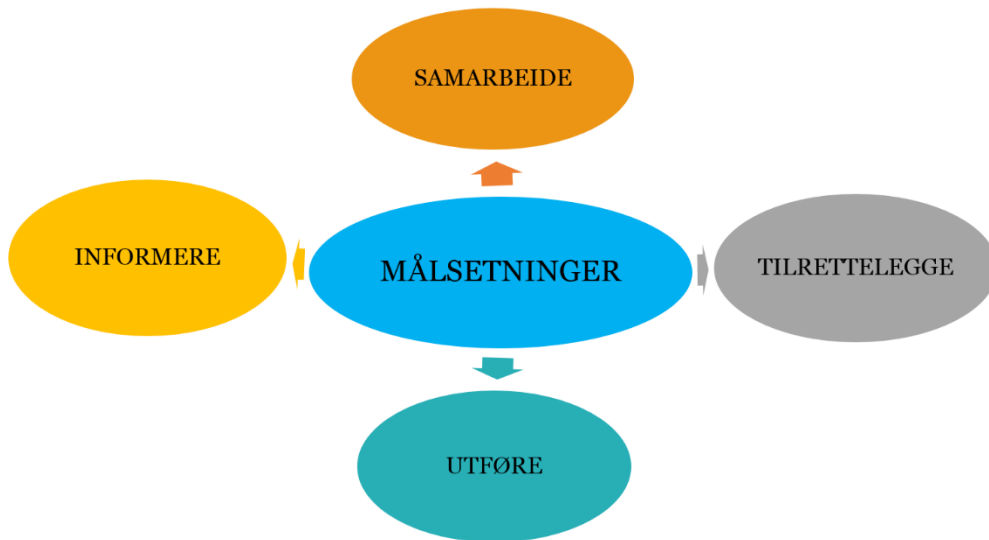 SAMARBEIDE
INFORMERE
MÅLSETNINGER
TILRETTELEGGE
UTFØRE